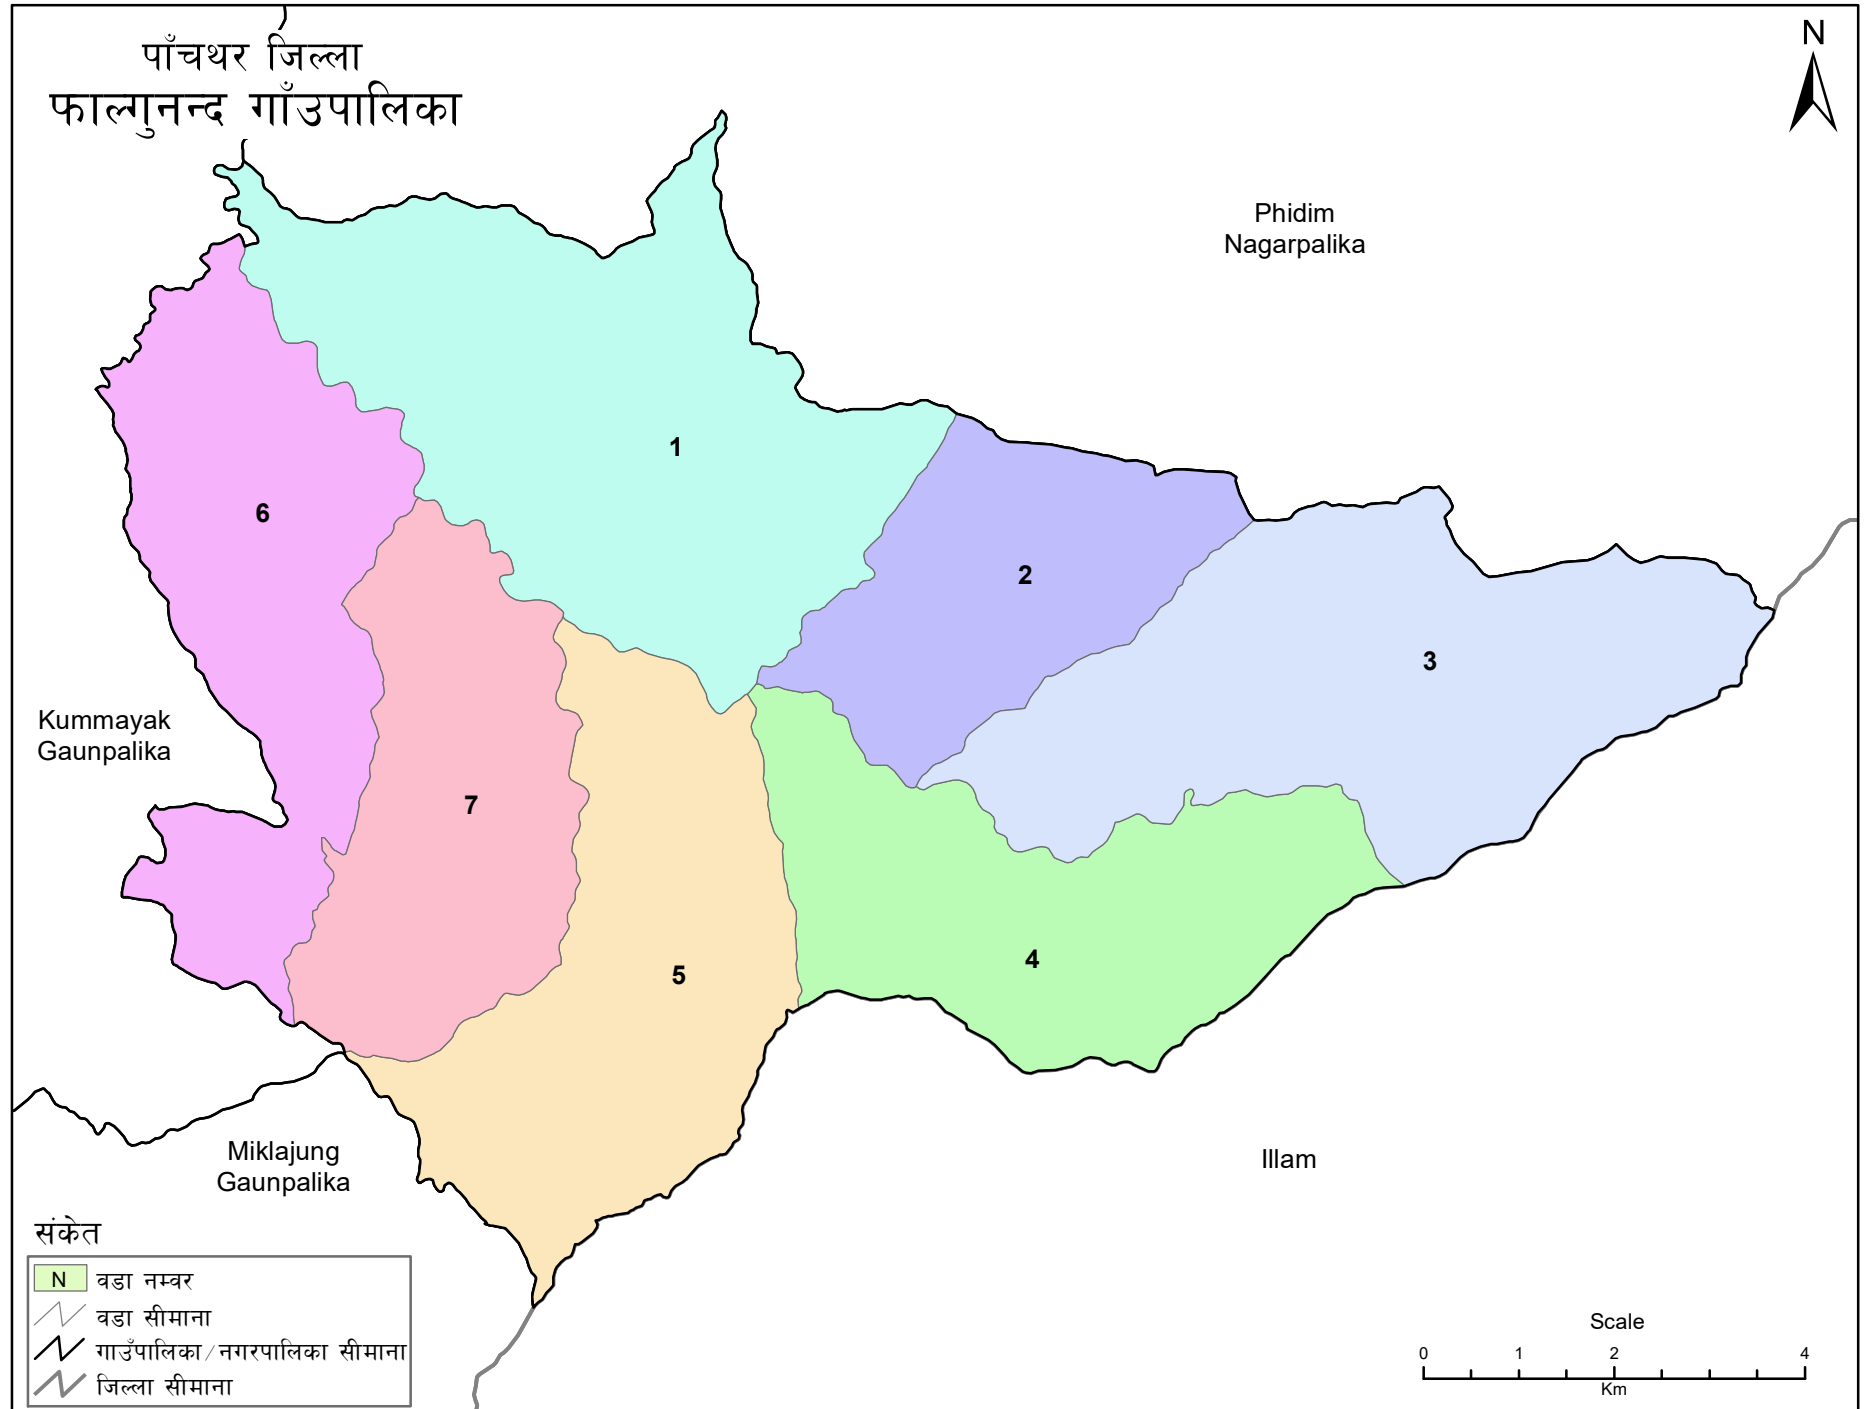 पाँचथर जिल्ला
फाल्गुनन्द गाँउपालिका
N
Phidim
Nagarpalika
1
6
2
3
Kummayak
Gaunpalika
7
4
5
Miklajung
Gaunpalika
Illam
संकेत
N वडा नम्वर
वडा सीमाना
गाउँपालिका/नगरपालिका सीमाना
जिल्ला सीमाना
Scale
0 1 2 4
Km